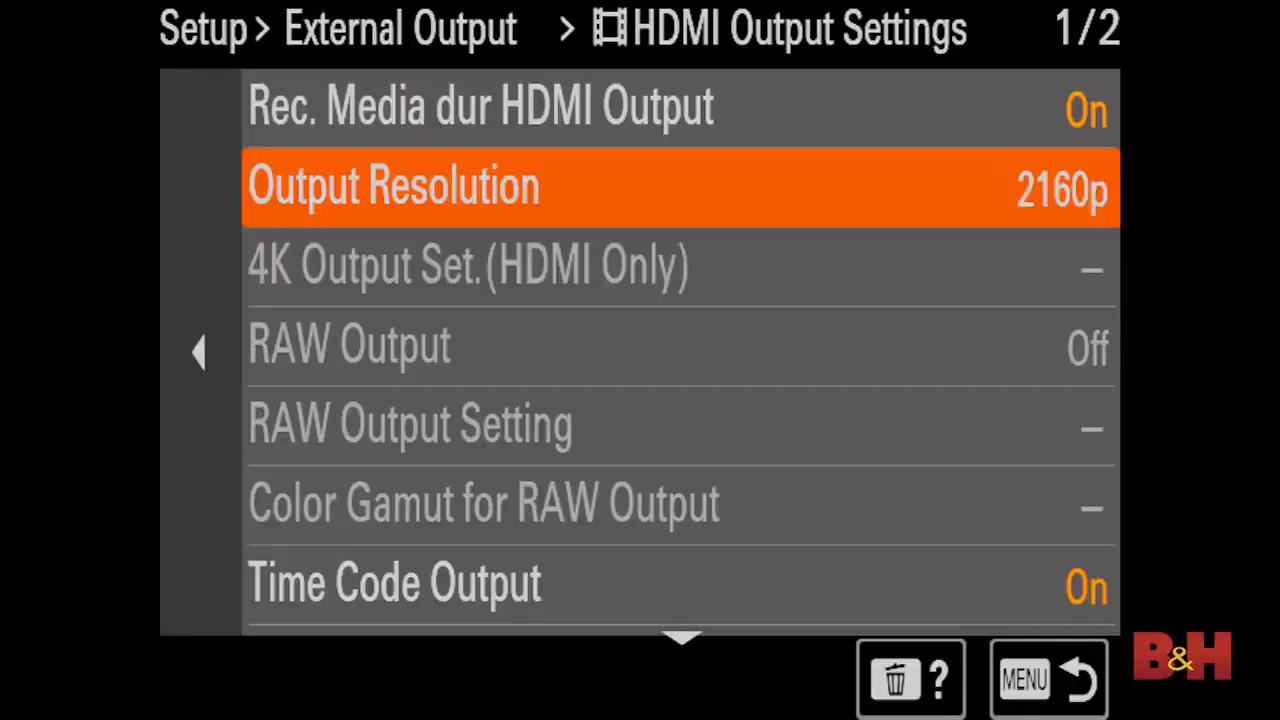 Setup > External Output > HDMI Output Settings 1/2
Rec. Media dur HDMI Output On
Output Resolution 2160p
4K Output Set.(HDMI Only) –
RAW Output Off
RAW Output Setting –
Color Gamut for RAW Output –
Time Code Output On
? MENU
B&H